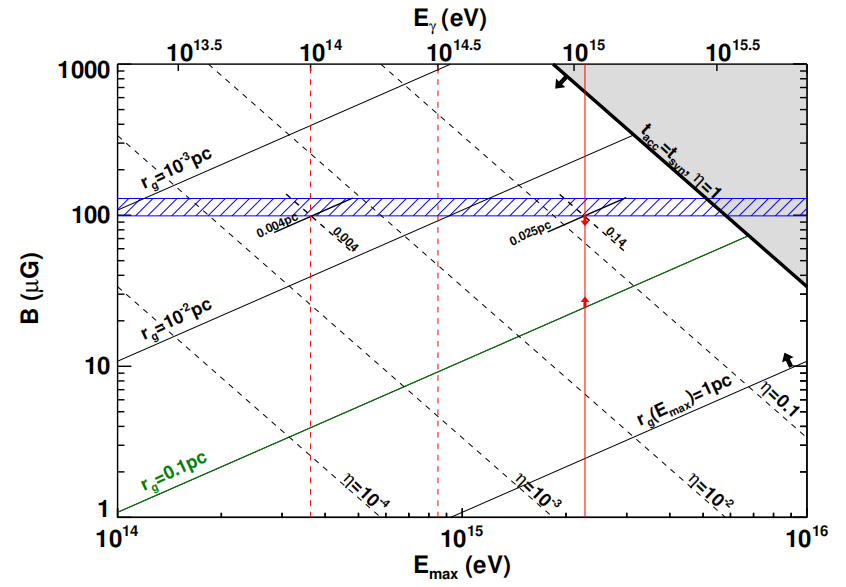 E_γ (eV)
10^13.5 10^14 10^14.5 10^15 10^15.5
1000
100
10
1
B (μG)
t_acc=t_syn, η=1
r_g=10^-3pc
0.004pc
0.004
0.025pc
0.14
r_g=10^-2pc
r_g(E_max)=1pc
η=0.1
r_g=0.1pc
η=10^-4
η=10^-3
η=10^-2
10^14 10^15 10^16
E_max (eV)